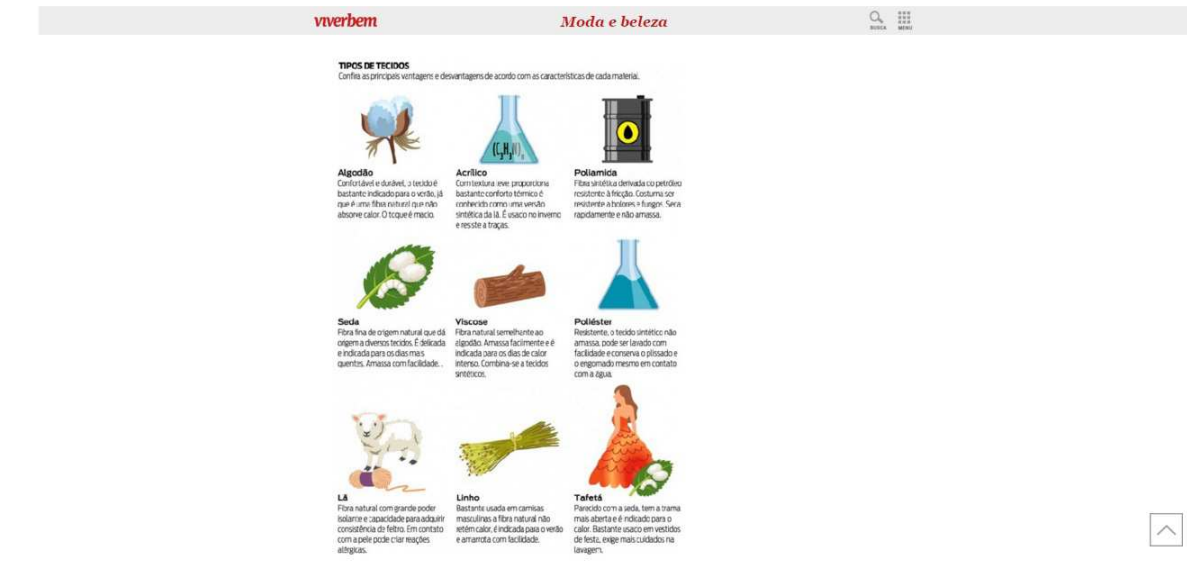 viverbem
Moda e beleza
BUSCA
MENU
TIPOS DE TECIDOS
Confira as principais vantagens e desvantagens de acordo com as características de cada material.
(C₃H₃N)ₙ
Algodão
Confortável e durável, o tecido é
bastante indicado para o verão, já
que é uma fibra natural que não
absorve calor. O toque é macio.
Acrílico
Com textura leve, proporciona
bastante conforto térmico e é
conhecido como uma versão
sintética da lã. É usado no inverno
e resiste a traças.
Poliamida
Fibra sintética derivada do petróleo
resistente à fricção. Costuma ser
resistente a bolores e fungos. Seca
rapidamente e não amassa.
Seda
Fibra fina de origem natural que dá
origem a diversos tecidos. É delicada
e indicada para os dias mais
quentes. Amassa com facilidade. .
Viscose
Fibra natural semelhante ao
algodão. Amassa facilmente e é
indicada para os dias de calor
intenso. Combina-se a tecidos
sintéticos.
Poliéster
Resistente, o tecido sintético não
amassa, pode ser lavado com
facilidade e conserva o plissado e
o engomado mesmo em contato
com a água.
Lã
Fibra natural com grande poder
isolante e capacidade para adquirir
consistência de feltro. Em contato
com a pele pode criar reações
alérgicas.
Linho
Bastante usada em camisas
masculinas a fibra natural não
retém calor, é indicada para o verão
e amarrota com facilidade.
Tafetá
Parecido com a seda, tem a trama
mais aberta e é indicado para o
calor. Bastante usado em vestidos
de festa, exige mais cuidados na
lavagem.